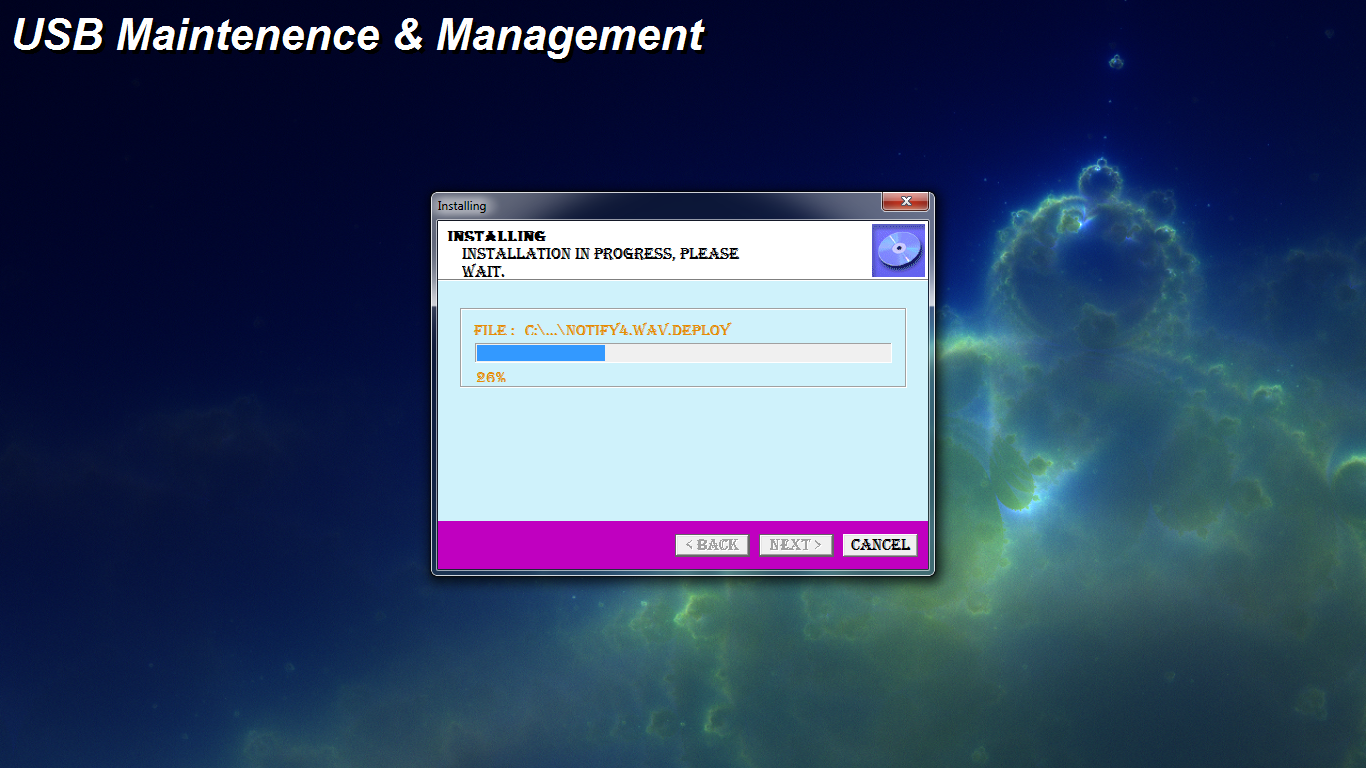 USB Maintenence & Management
Installing
INSTALLING
INSTALLATION IN PROGRESS, PLEASE
WAIT.
FILE : C:\...\NOTIFY4.WAV.DEPLOY
26%
< BACK NEXT > CANCEL